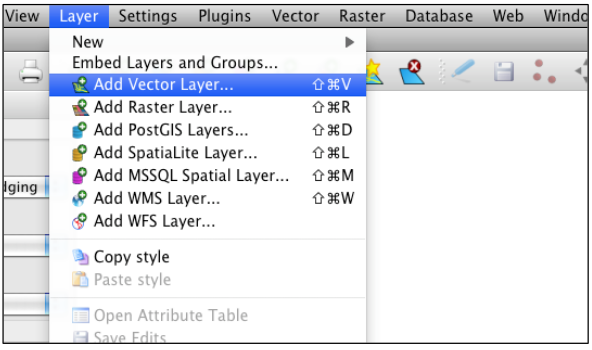 View Layer Settings Plugins Vector Raster Database Web
New
Embed Layers and Groups...
Add Vector Layer... ⇧⌘V
Add Raster Layer... ⇧⌘R
Add PostGIS Layers... ⇧⌘D
Add SpatiaLite Layer... ⇧⌘L
Add MSSQL Spatial Layer... ⇧⌘M
Add WMS Layer... ⇧⌘W
dging
Add WFS Layer...
Copy style
Paste style
Open Attribute Table
Save Edits